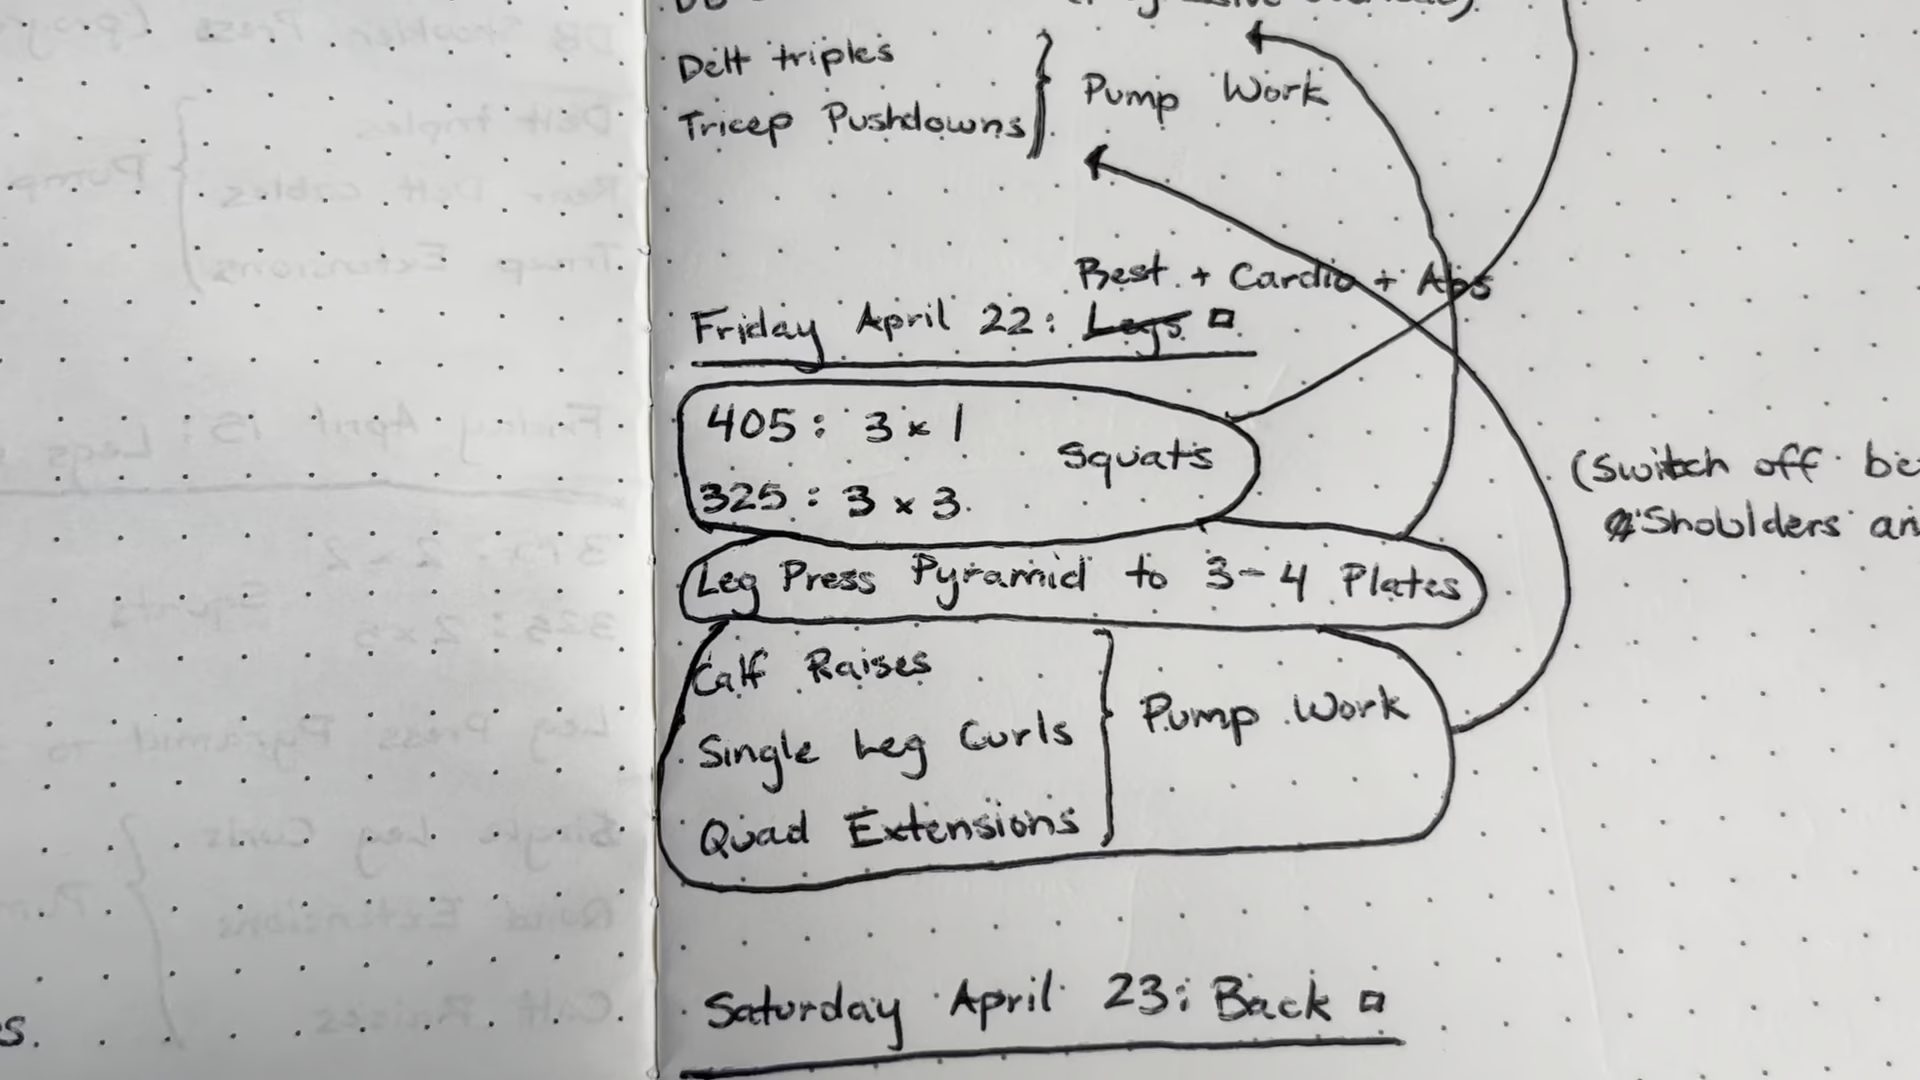 Delt triples
Tricep Pushdowns
Pump Work
Rest + Cardio + Abs
Friday April 22: Legs
405: 3 x 1
Squats
325: 3 x 3
Leg Press Pyramid to 3-4 Plates
Calf Raises
Single Leg Curls
Quad Extensions
Pump Work
(Switch off be
Shoulders an
Saturday April 23: Back